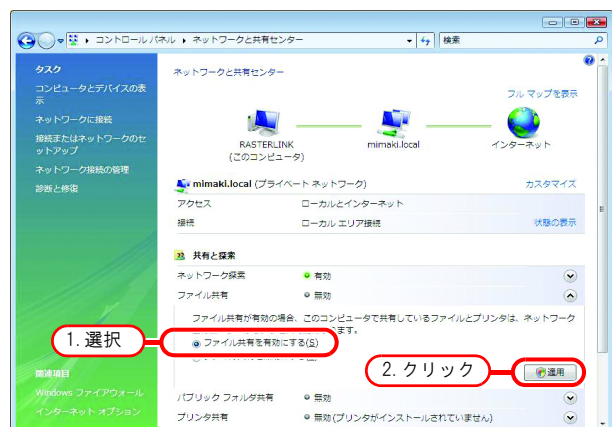 コントロール パネル ▸ ネットワークと共有センター
検索
タスク
コンピュータとデバイスの表示
ネットワークに接続
接続またはネットワークのセットアップ
ネットワーク接続の管理
診断と修復
関連項目
Windows ファイアウォール
インターネット オプション
ネットワークと共有センター
フル マップを表示
RASTERLINK
(このコンピュータ)
mimaki.local
インターネット
mimaki.local (プライベート ネットワーク)
カスタマイズ
アクセス
ローカルとインターネット
接続
ローカル エリア接続
状態の表示
共有と探索
ネットワーク探索
有効
ファイル共有
無効
ファイル共有が有効の場合、このコンピュータで共有しているファイルとプリンタは、ネットワーク
ます。
1. 選択
ファイル共有を有効にする(S)
2. クリック
適用
パブリック フォルダ共有
無効
プリンタ共有
無効 (プリンタがインストールされていません)